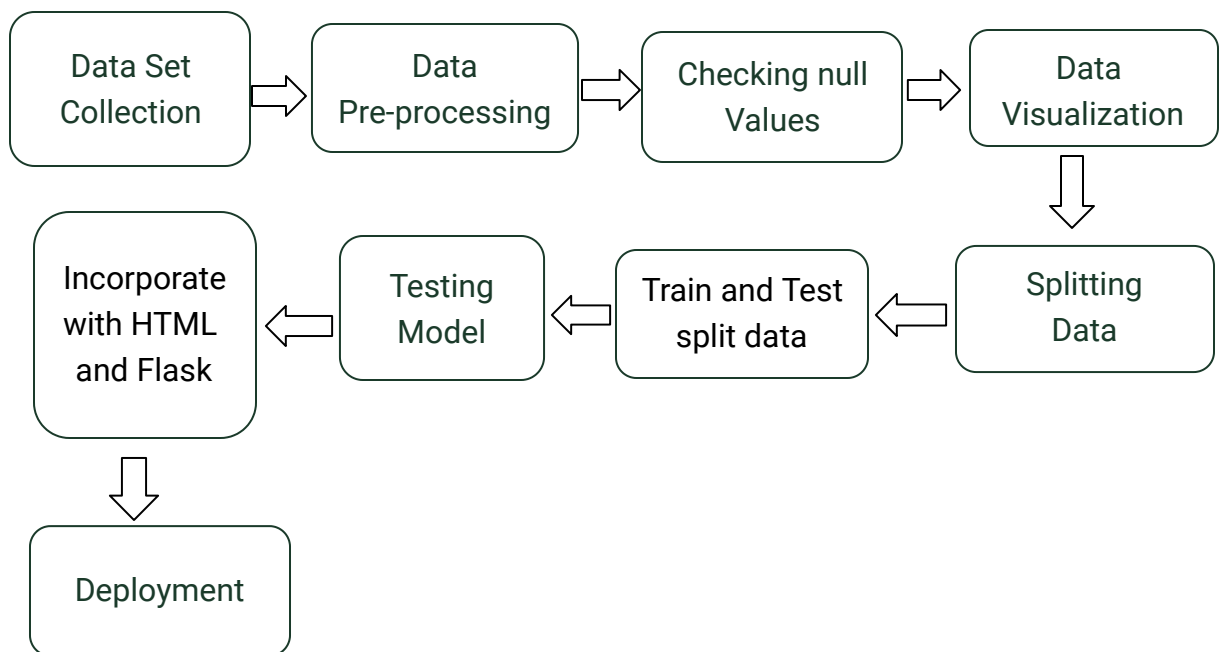 Data Set
Collection
Data
Pre-processing
Checking null
Values
Data
Visualization
Splitting
Data
Train and Test
split data
Testing
Model
Incorporate
with HTML
and Flask
Deployment